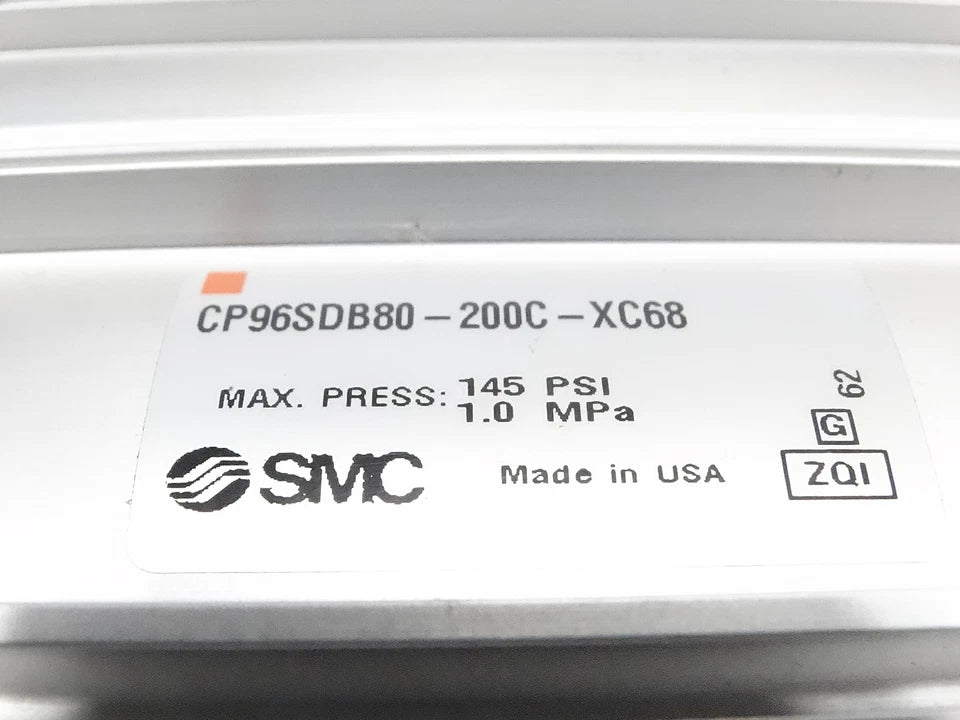 CP96SDB80-200C-XC68
MAX. PRESS: 145 PSI
1.0 MPa
62
G
SMC
Made in USA
ZQI